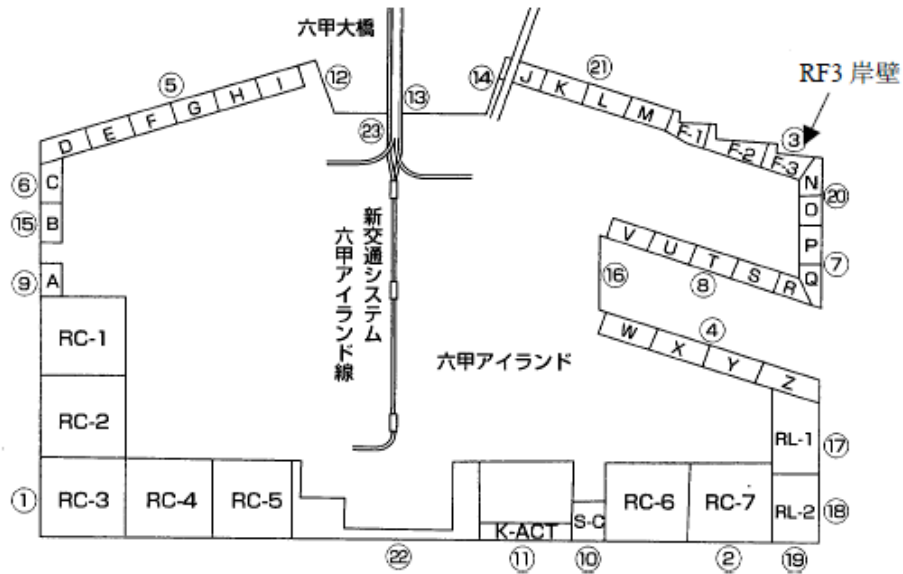 六甲大橋
⑤
⑫
⑬
⑭
㉑
RF3 岸壁
J
K
L
M
F-1
F-2
③
F-3
I
H
G
F
E
D
㉓
⑥
C
N
⑳
O
⑮
B
P
⑦
Q
⑨
A
新交通システム
六甲アイランド線
V
U
T
S
R
⑯
⑧
④
W
X
Y
Z
RC-1
六甲アイランド
RC-2
RL-1
⑰
①
RC-3
RC-4
RC-5
RC-6
RC-7
RL-2
⑱
S-C
K-ACT
㉒
⑪
⑩
②
⑲